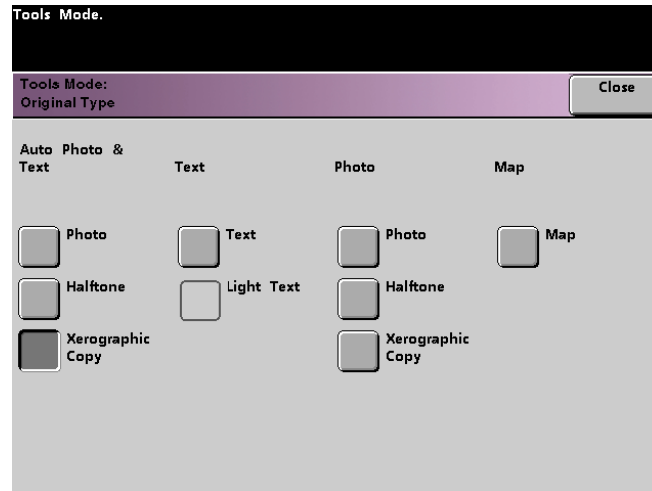 Tools Mode.
Tools Mode:
Original Type
Close
Auto Photo &
Text
Text
Photo
Map
Photo
Halftone
Xerographic
Copy
Text
Light Text
Photo
Halftone
Xerographic
Copy
Map